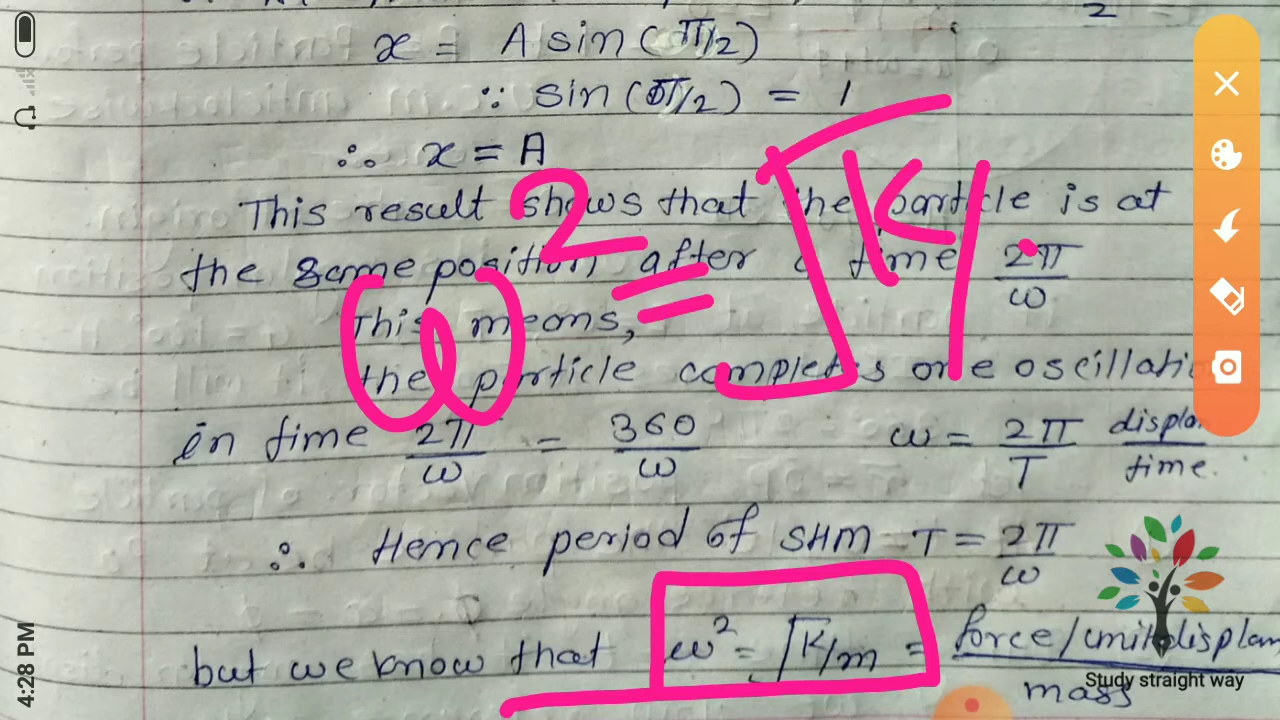 x = A sin(π/2)
∵ sin(π/2) = 1
∴ x = A
This result shows that the particle is at
the same position after a time 2π/ω
This means,
the particle completes one oscillati
in time 2π/ω = 360/ω ω = 2π/T displa/time.
∴ Hence period of SHM T = 2π/ω
but we know that ω² = √K/m = force/unit displan/mass
ω² = √K/
Study straight way
4:28 PM